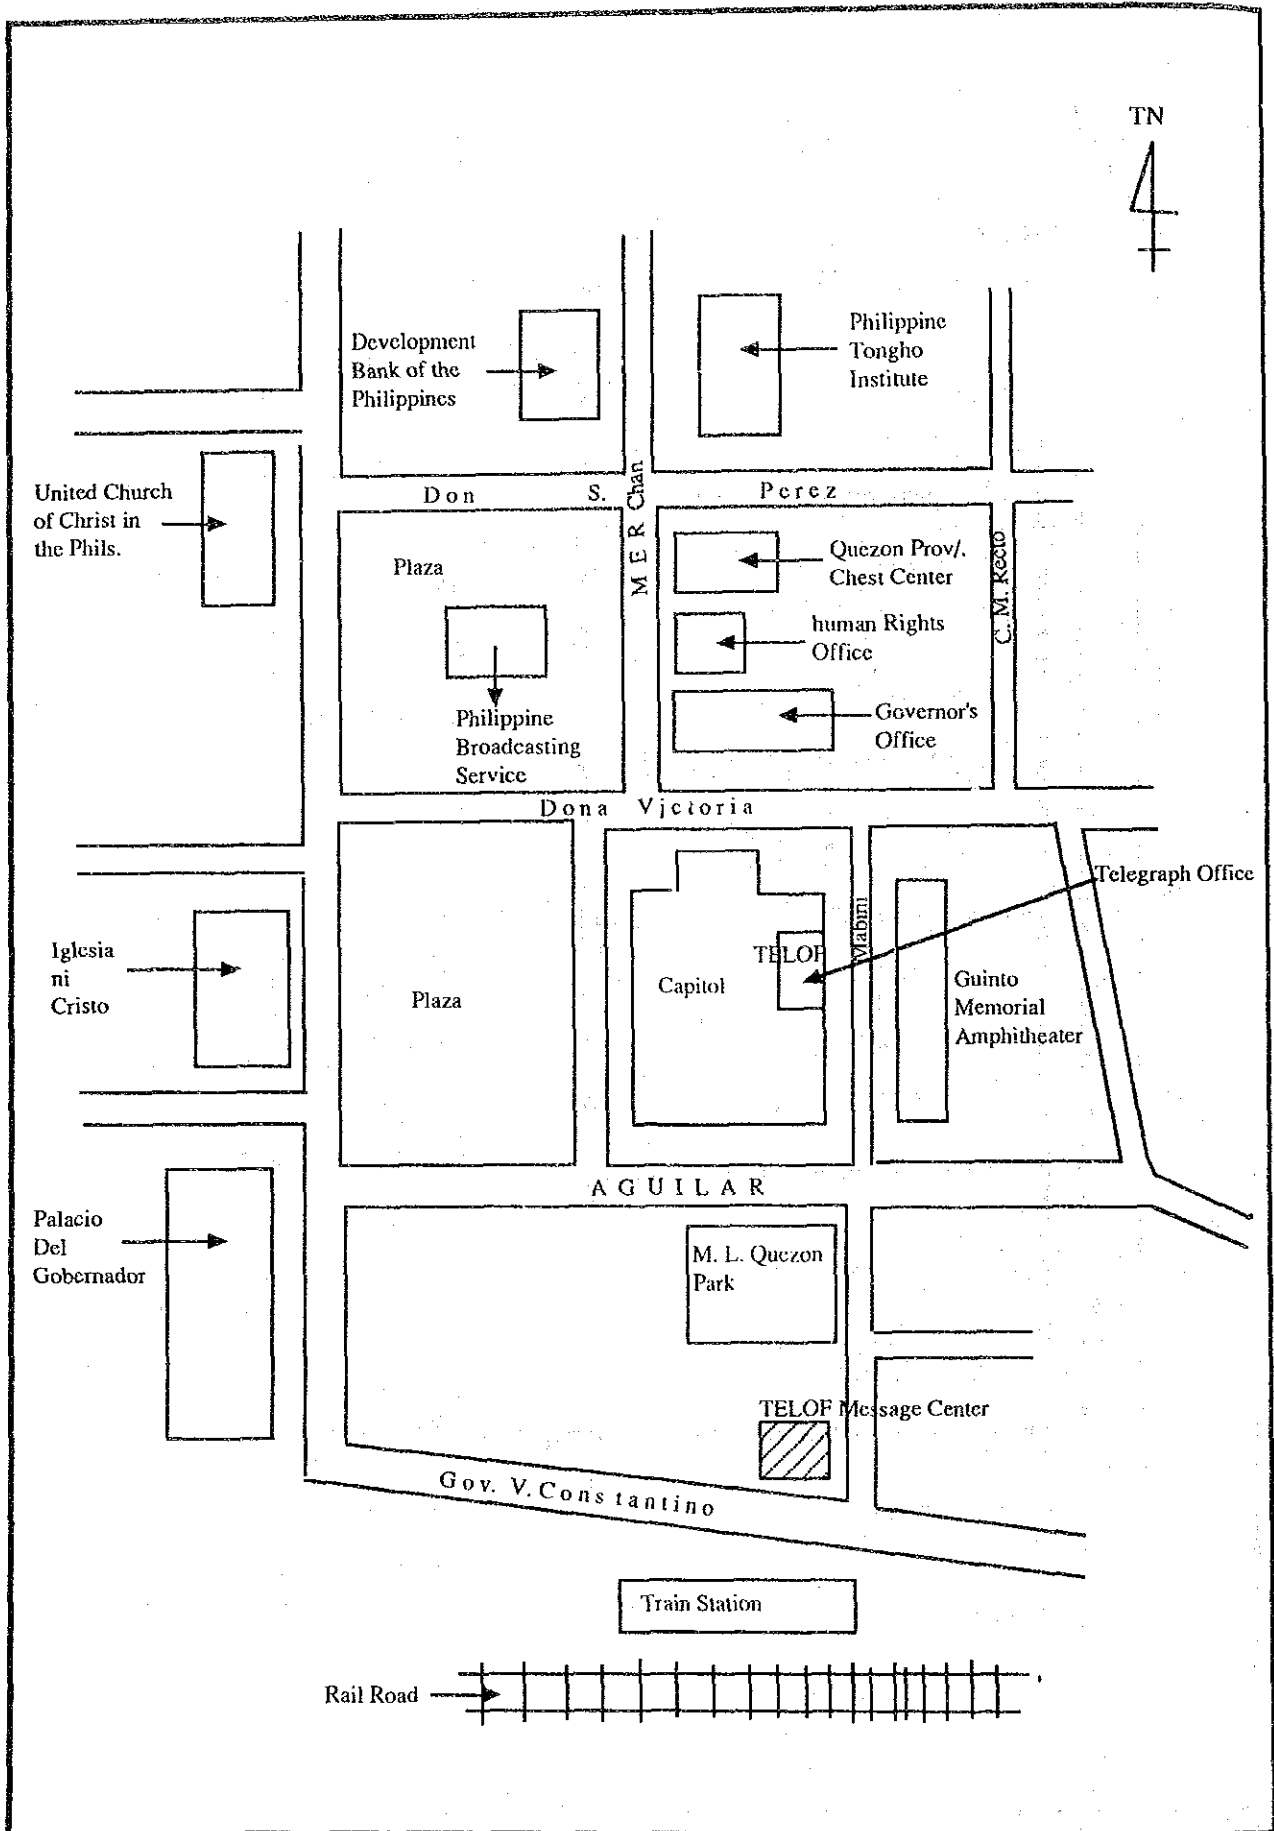 TN
Development
Bank of the
Philippines
Philippine
Tongho
Institute
United Church
of Christ in
the Phils.
Don S. Perez
MER Chan
Plaza
Quezon Prov/.
Chest Center
C. M. Recto
human Rights
Office
Philippine
Broadcasting
Service
Governor's
Office
Dona Victoria
Telegraph Office
Iglesia
ni
Cristo
Plaza
TELOF
Capitol
Mabini
Guinto
Memorial
Amphitheater
AGUILAR
Palacio
Del
Gobernador
M. L. Quezon
Park
TELOF Message Center
Gov. V. Constantino
Train Station
Rail Road